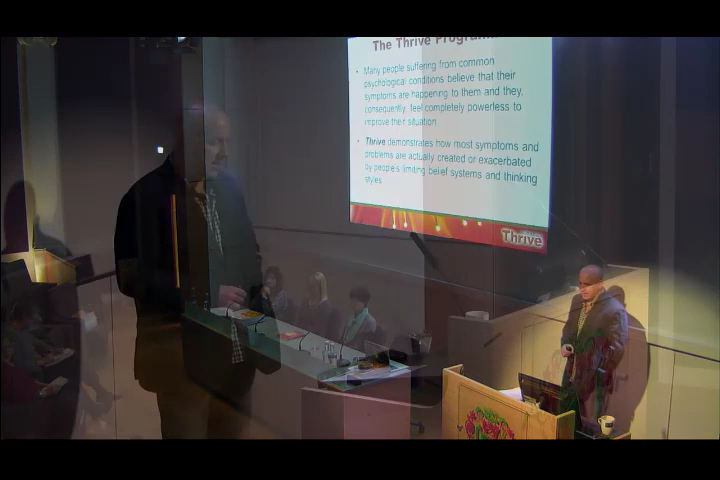 The Thrive Programme
• Many people suffering from common
psychological conditions believe that their
symptoms are happening to them and they,
consequently, feel completely powerless to
improve their situation
• Thrive demonstrates how most symptoms and
problems are actually created or exacerbated
by people's limiting belief systems and thinking
styles
Thrive